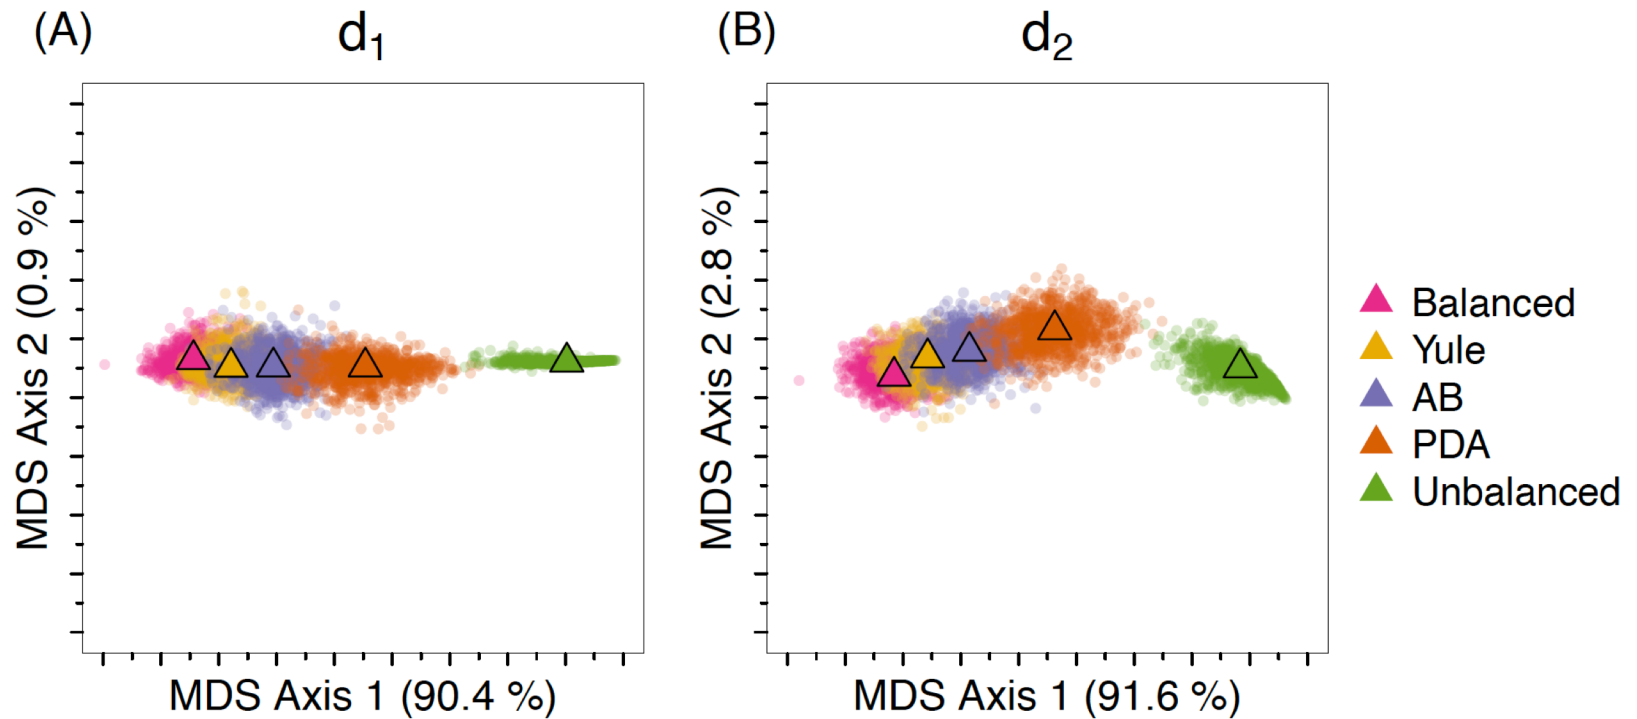 (A)
d₁
(B)
d₂
MDS Axis 2 (0.9 %)
MDS Axis 1 (90.4 %)
MDS Axis 2 (2.8 %)
MDS Axis 1 (91.6 %)
Balanced
Yule
AB
PDA
Unbalanced